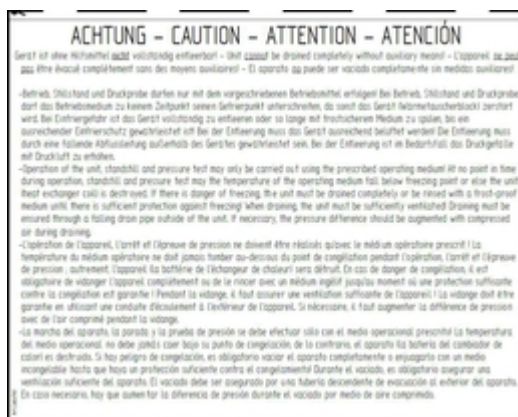 ACHTUNG – CAUTION – ATTENTION – ATENCIÓN
Gerät ist ohne Hilfsmittel nicht vollständig entleerbar! – Unit cannot be drained completely without auxiliary means! – L'appareil ne peut
pas être évacué complètement sans des moyens auxiliaires! – El aparato no puede ser vaciado completamente sin medidas auxiliares!
-Betrieb, Stillstand und Druckprobe dürfen nur mit dem vorgeschriebenen Betriebsmedium erfolgen! Bei Betrieb, Stillstand und Druckprobe
darf das Betriebsmedium zu keinem Zeitpunkt seinen Gefrierpunkt unterschreiten, da sonst das Gerät (Wärmetauscherblock) zerstört
wird. Bei Einfriergefahr ist das Gerät vollständig zu entleeren oder so lange mit frostsicherem Medium zu spülen, bis ein
ausreichender Einfrierschutz gewährleistet ist! Bei der Entleerung muss das Gerät ausreichend belüftet werden! Die Entleerung muss
durch eine fallende Abflussleitung außerhalb des Gerätes gewährleistet sein. Bei der Entleerung ist im Bedarfsfall das Druckgefälle
mit Druckluft zu erhöhen.
-Operation of the unit, standstill and pressure test may only be carried out using the prescribed operating medium! At no point in time
during operation, standstill and pressure test may the temperature of the operating medium fall below freezing point or else the unit
(heat exchanger coil) is destroyed. If there is danger of freezing, the unit must be drained completely or be rinsed with a frost-proof
medium until there is sufficient protection against freezing! When draining, the unit must be sufficiently ventilated! Draining must be
ensured through a falling drain pipe outside of the unit. If necessary, the pressure difference should be augmented with compressed
air during draining.
-L'opération de l'appareil, l'arrêt et l'épreuve de pression ne doivent être réalisés qu'avec le médium opératoire prescrit! La
température du médium opératoire ne doit jamais tomber au-dessous du point de congélation pendant l'opération, l'arrêt et l'épreuve
de pression ; autrement, l'appareil (la battérie de l'échangeur de chaleur) sera détruit. En cas de danger de congélation, il est
obligatoire de vidanger l'appareil complètement ou de le rincer avec un médium ingélif jusqu'au moment où une protection suffisante
contre la congélation est garantie ! Pendant la vidange, il faut assurer une ventilation suffisante de l'appareil ! La vidange doit être
garantie en utilisant une conduite d'écoulement à l'extérieur de l'appareil. Si nécessaire, il faut augmenter la différence de pression
avec de l'air comprimé pendant la vidange.
-La marcha del aparato, la parada y la prueba de presión se debe efectuar sólo con el medio operacional prescrito! La temperatura
del medio operacional no debe jamás caer bajo su punto de congelación, de lo contrario, el aparato (la batería del cambiador de
calor) es destruido. Si hay peligro de congelación, es obligatorio vaciar el aparato completamente o enjuagarlo con un medio
incongelable hasta que haya un protección suficiente contra el congelamiento! Durante el vaciado, es obligatorio asegurar una
ventilación suficiente del aparato. El vaciado debe ser asegurado por una tubería descendente de evacuación al exterior del aparato.
En caso necesario, hay que aumentar la diferencia de presión durante el vaciado por medio de aire comprimido.